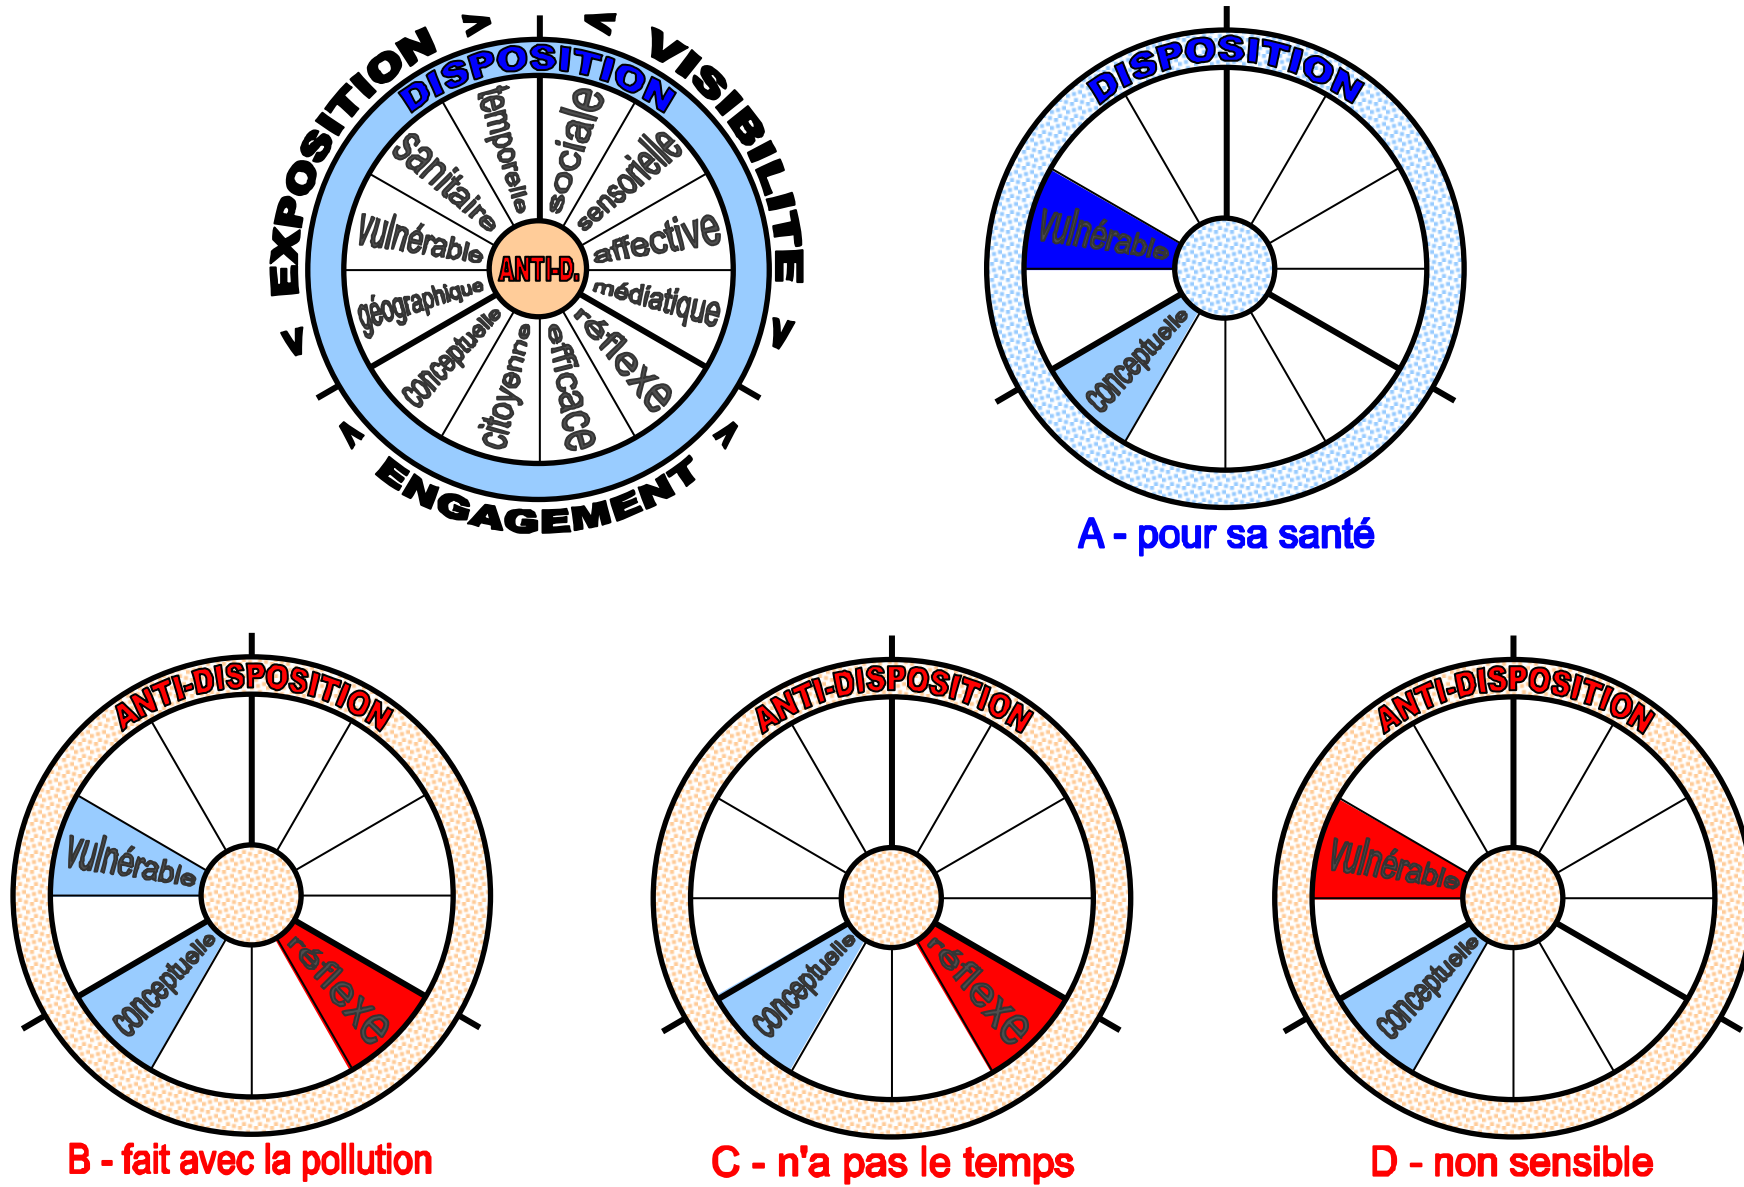 EXPOSITION >
< VISIBILITE
DISPOSITION
temporelle
sociale
sanitaire
sensorielle
vulnérable
affective
ANTI-D.
géographique
médiatique
conceptuelle
citoyenne
efficace
réflexe
< >
< ENGAGEMENT >
DISPOSITION
vulnérable
conceptuelle
A - pour sa santé
ANTI-DISPOSITION
vulnérable
conceptuelle
réflexe
B - fait avec la pollution
ANTI-DISPOSITION
conceptuelle
réflexe
C - n'a pas le temps
ANTI-DISPOSITION
vulnérable
conceptuelle
D - non sensible